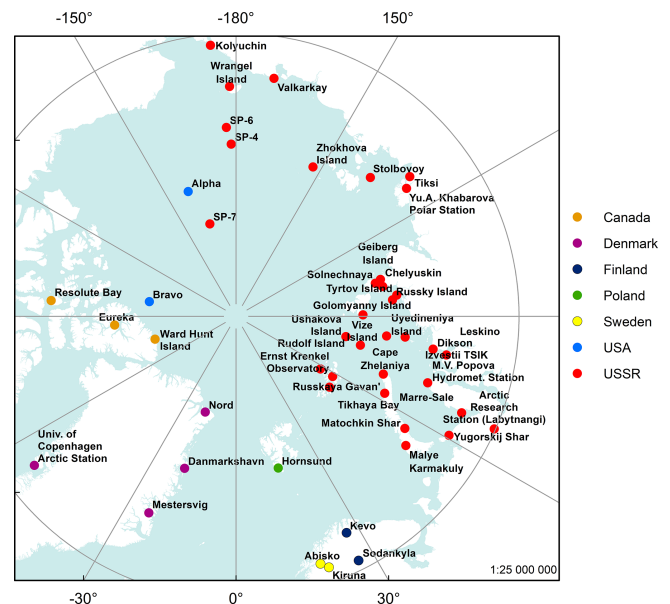 -150°
-180°
150°
Kolyuchin
Wrangel
Island
Valkarkay
SP-6
SP-4
Zhokhova
Island
Stolbovoy
Tiksi
Yu.A. Khabarova
Polar Station
Alpha
SP-7
Geiberg
Island
Solnechnaya
Chelyuskin
Tyrtov Island
Russky Island
Golomyanny Island
Resolute Bay
Bravo
Eureka
Ward Hunt
Island
Ushakova
Island
Vize
Island
Uyedineniya
Island
Leskino
Rudolf Island
Dikson
Izvestii TSIK
Ernst Krenkel
Observatory
Cape
Zhelaniya
M.V. Popova
Hydromet. Station
Russkaya Gavan'
Marre-Sale
Arctic
Research
Station (Labytnangi)
Tikhaya Bay
Matochkin Shar
Yugorskij Shar
Malye
Karmakuly
Nord
Univ. of
Copenhagen
Arctic Station
Danmarkshavn
Hornsund
Mestersvig
Kevo
Abisko
Sodankyla
Kiruna
1:25 000 000
-30°
0°
30°
Canada
Denmark
Finland
Poland
Sweden
USA
USSR